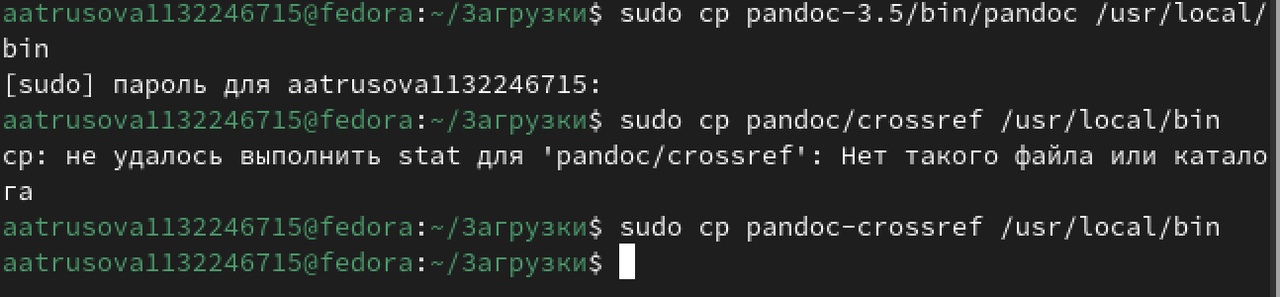 aatrusova1132246715@fedora:~/Загрузки$ sudo cp pandoc-3.5/bin/pandoc /usr/local/
bin
[sudo] пароль для aatrusova1132246715:
aatrusova1132246715@fedora:~/Загрузки$ sudo cp pandoc/crossref /usr/local/bin
cp: не удалось выполнить stat для 'pandoc/crossref': Нет такого файла или катало
га
aatrusova1132246715@fedora:~/Загрузки$ sudo cp pandoc-crossref /usr/local/bin
aatrusova1132246715@fedora:~/Загрузки$